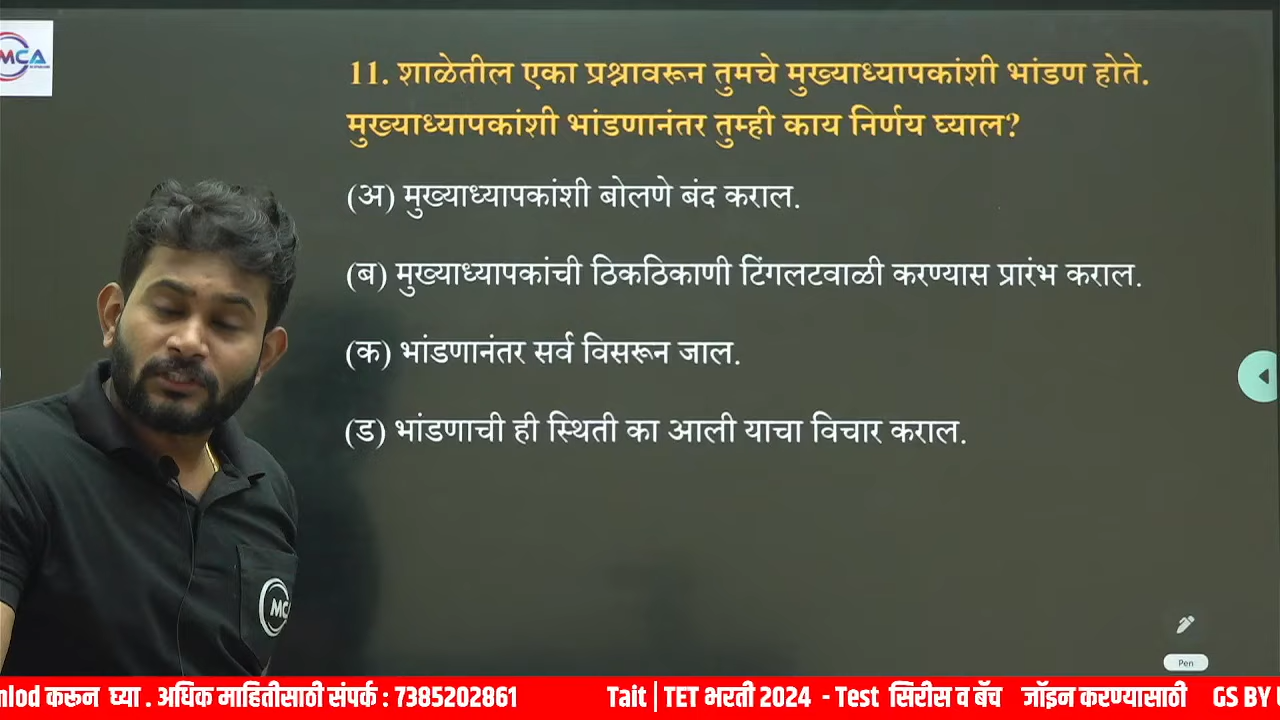 MCA
11. शाळेतील एका प्रश्नावरून तुमचे मुख्याध्यापकांशी भांडण होते.
मुख्याध्यापकांशी भांडणानंतर तुम्ही काय निर्णय घ्याल?
(अ) मुख्याध्यापकांशी बोलणे बंद कराल.
(ब) मुख्याध्यापकांची ठिकठिकाणी टिंगलटवाळी करण्यास प्रारंभ कराल.
(क) भांडणानंतर सर्व विसरून जाल.
(ड) भांडणाची ही स्थिती का आली याचा विचार कराल.
MC
Pen
nlod करून घ्या . अधिक माहितीसाठी संपर्क : 7385202861 Tait | TET भरती 2024 - Test सिरीस व बॅच जॉइन करण्यासाठी GS BY